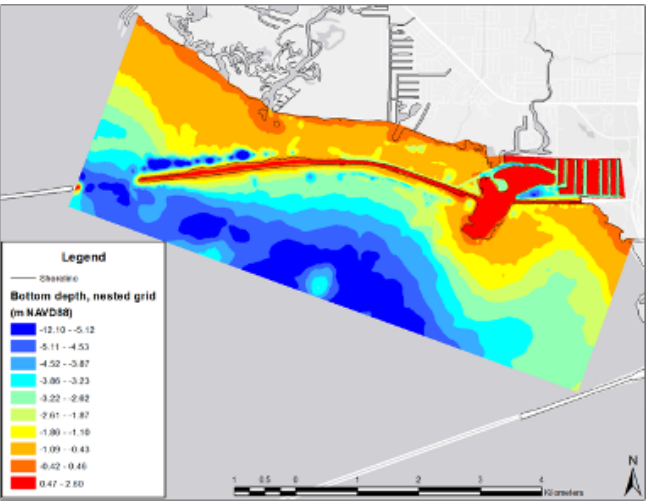 Legend
Shoreline
Bottom depth, nested grid
(m NAVD88)
-12.10 - -5.12
-5.11 - -4.53
-4.52 - -3.87
-3.86 - -3.23
-3.22 - -2.62
-2.61 - -1.87
-1.86 - -1.10
-1.09 - -0.43
-0.42 - 0.46
0.47 - 2.60
N
1 0.5 0 1 2 3 4
Kilometers